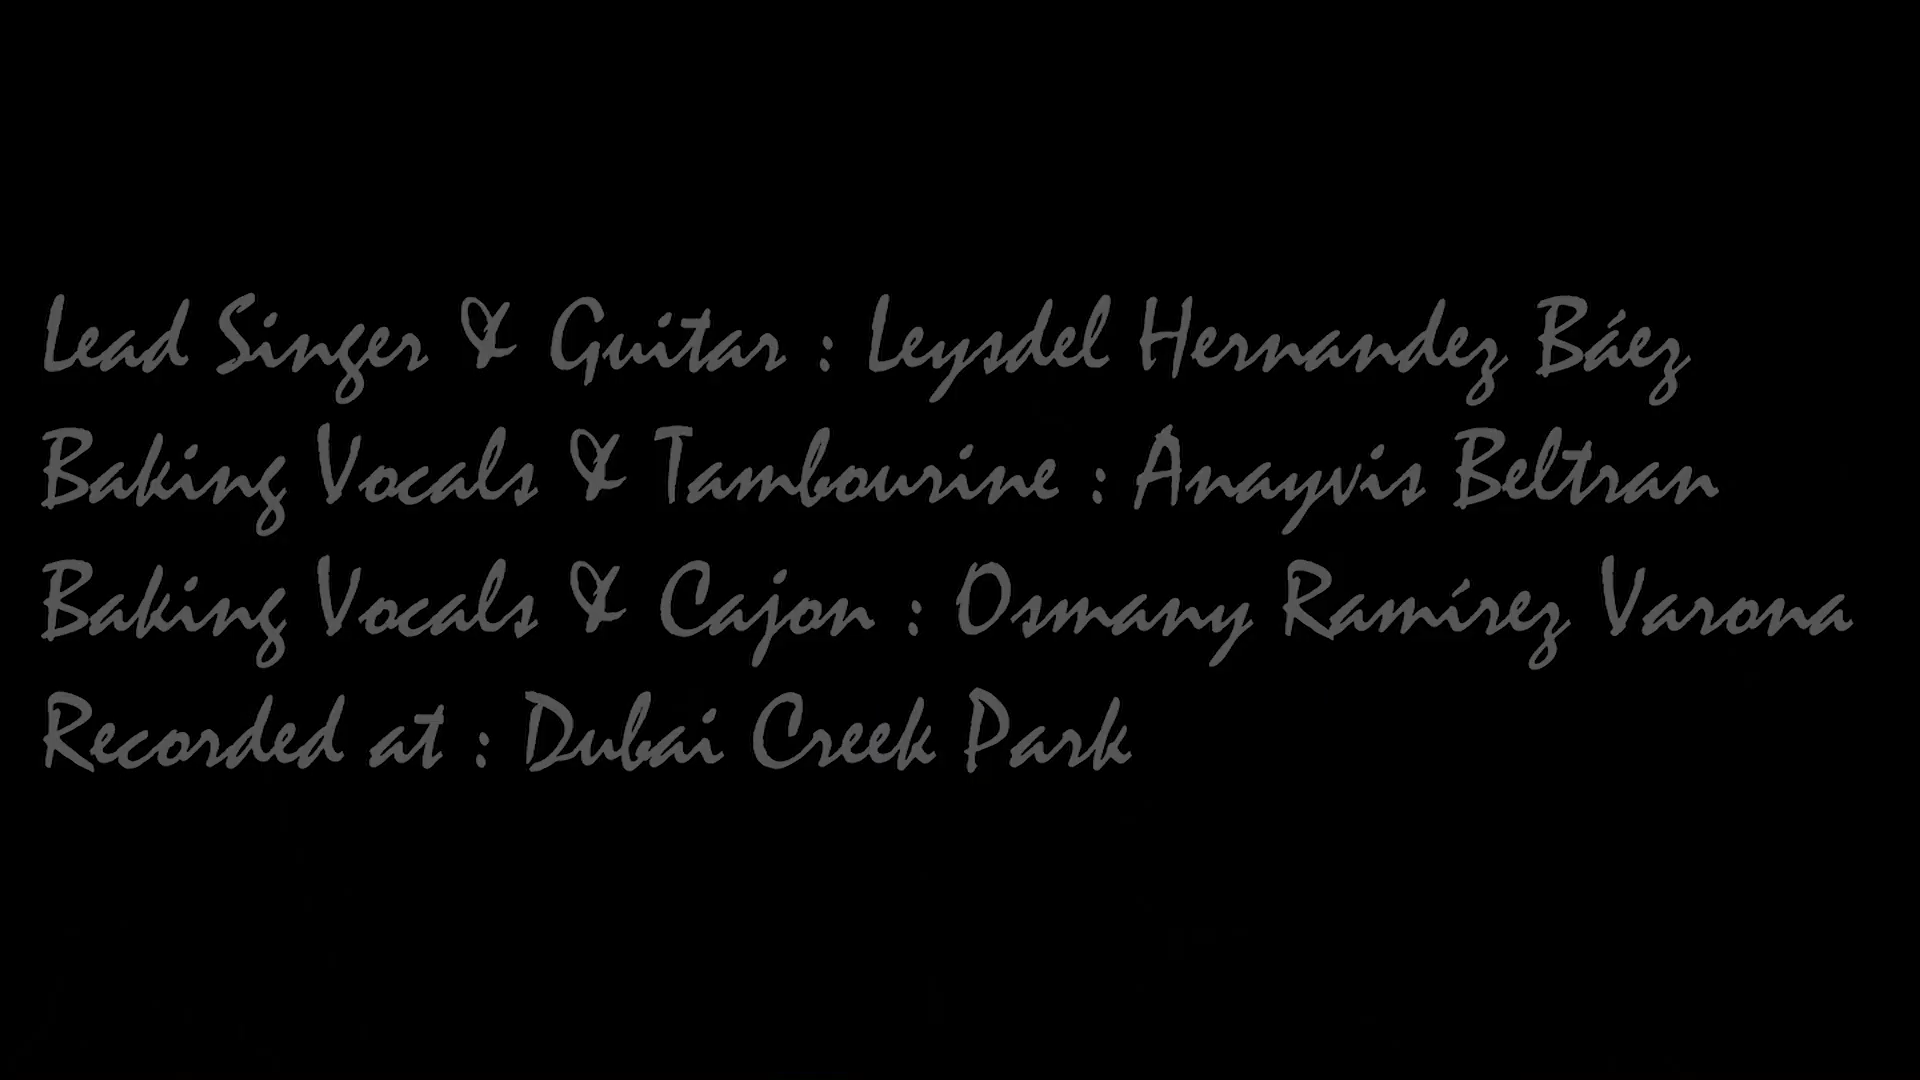 Lead Singer & Guitar : Leysdel Hernandez Báez
Baking Vocals & Tambourine : Anayvis Beltran
Baking Vocals & Cajon : Osmany Ramírez Varona
Recorded at : Dubai Creek Park